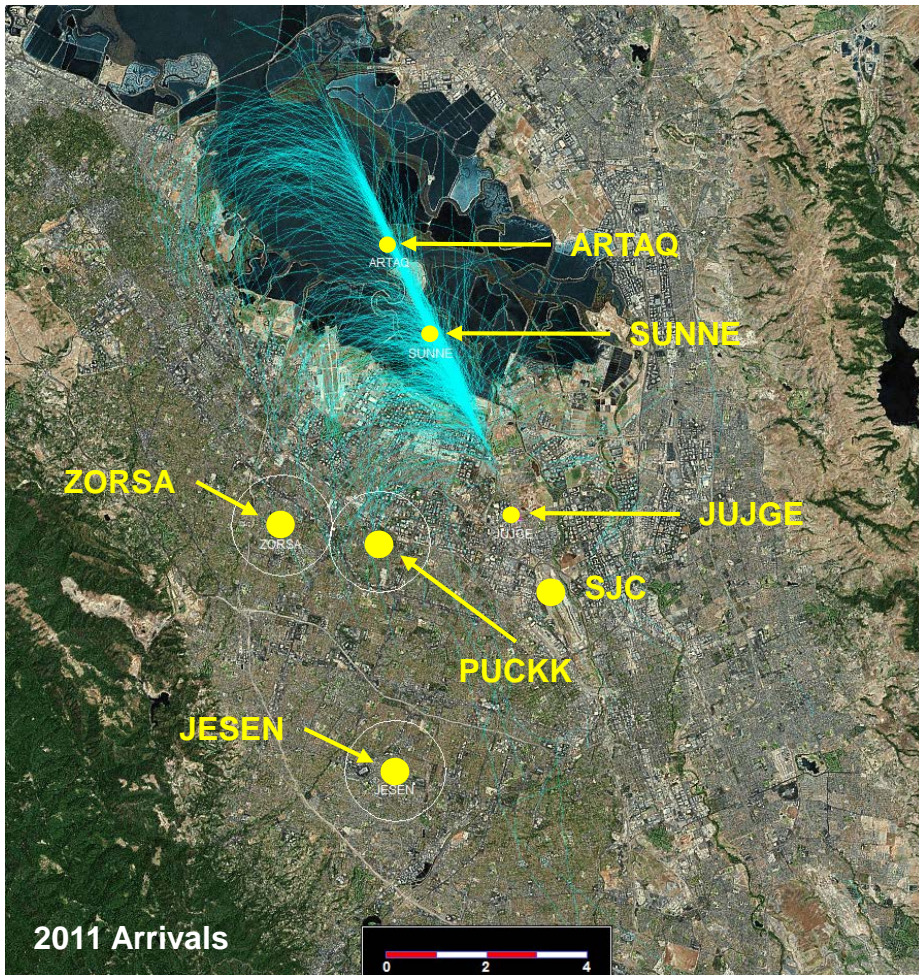 ARTAQ
ARTAQ
SUNNE
SUNNE
ZORSA
JUJGE
ZORSA
JUJGE
SJC
PUCKK
JESEN
JESEN
2011 Arrivals
0 2 4